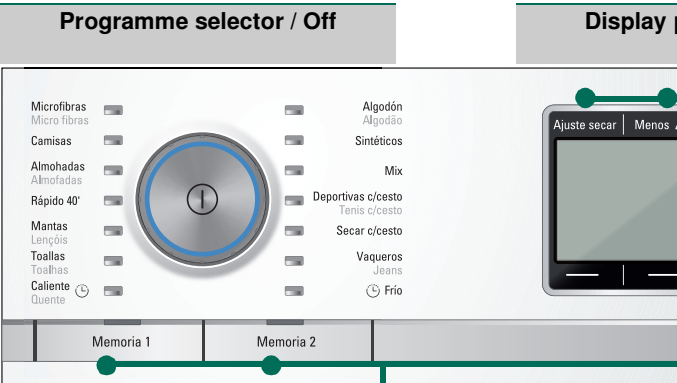 Programme selector / Off
Display p
Microfibras
Micro fibras
Camisas
Almohadas
Almofadas
Rápido 40'
Mantas
Lençóis
Toallas
Toalhas
Caliente
Quente
Algodón
Algodão
Sintéticos
Mix
Deportivas c/cesto
Tenis c/cesto
Secar c/cesto
Vaqueros
Jeans
Frío
Ajuste secar
Menos
Memoria 1
Memoria 2